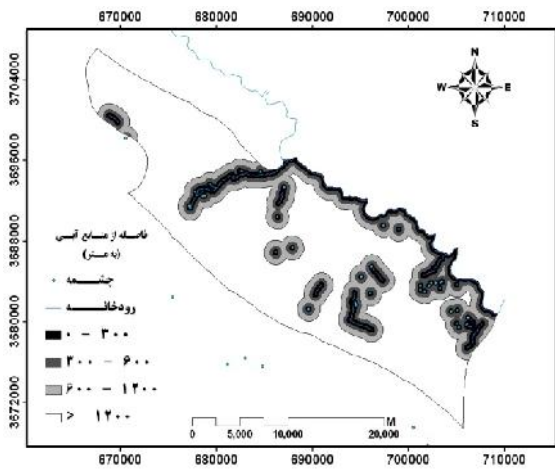 670000 680000 690000 700000 710000
3704000
3696000
3688000
3680000
3672000
N
W E
S
فاصله از منابع آبی
(به متر)
چشمه
رودخانه
۰ - ۳۰۰
۳۰۰ - ۶۰۰
۶۰۰ - ۱۲۰۰
> ۱۲۰۰
M
0 5,000 10,000 20,000
670000 680000 690000 700000 710000